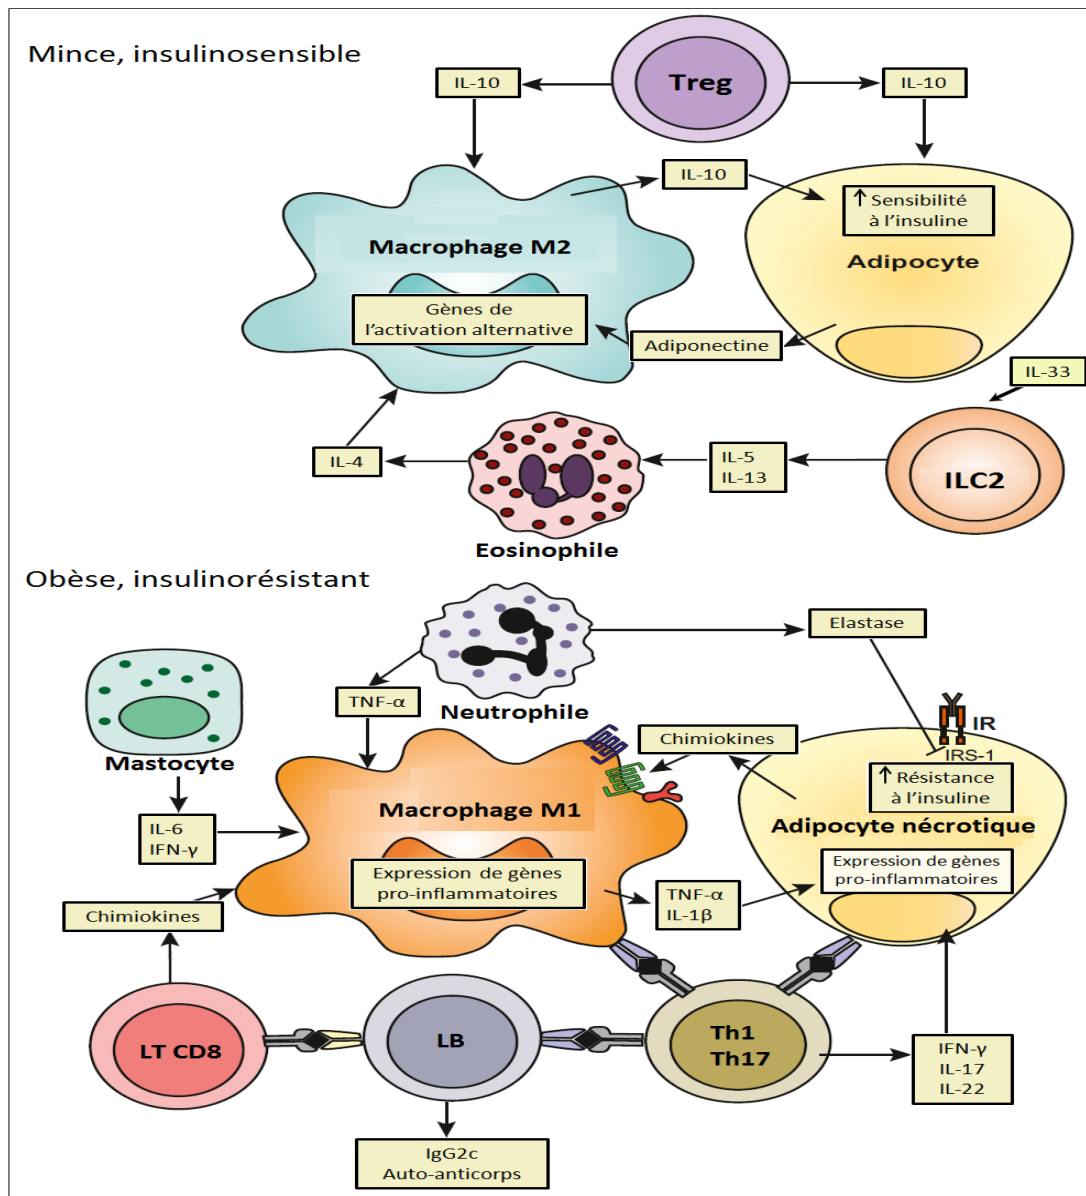 Mince, insulinosensible
IL-10
Treg
IL-10
IL-10
↑ Sensibilité
à l'insuline
Macrophage M2
Adipocyte
Gènes de
l'activation alternative
Adiponectine
IL-33
IL-4
IL-5
IL-13
ILC2
Eosinophile
Obèse, insulinorésistant
Elastase
TNF-α
Neutrophile
IR
Chimiokines
IRS-1
Mastocyte
↑ Résistance
à l'insuline
Macrophage M1
Adipocyte nécrotique
IL-6
IFN-γ
Expression de gènes
pro-inflammatoires
Expression de gènes
pro-inflammatoires
TNF-α
IL-1β
Chimiokines
LT CD8
LB
Th1
Th17
IFN-γ
IL-17
IL-22
IgG2c
Auto-anticorps